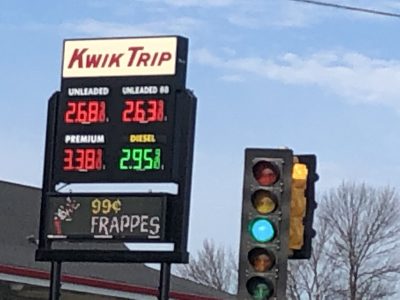 KWIK TRIP
UNLEADED UNLEADED 88
2.68 2.63
PREMIUM DIESEL
3.38 2.95
99¢
FRAPPES